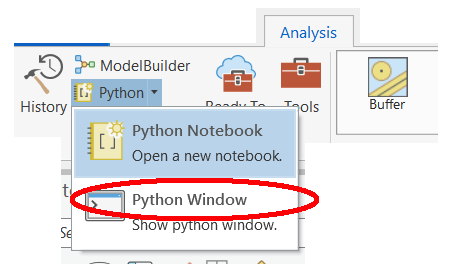 Analysis
ModelBuilder
Python
History
Ready To
Tools
Buffer
Python Notebook
Open a new notebook.
Python Window
Show python window.
Se